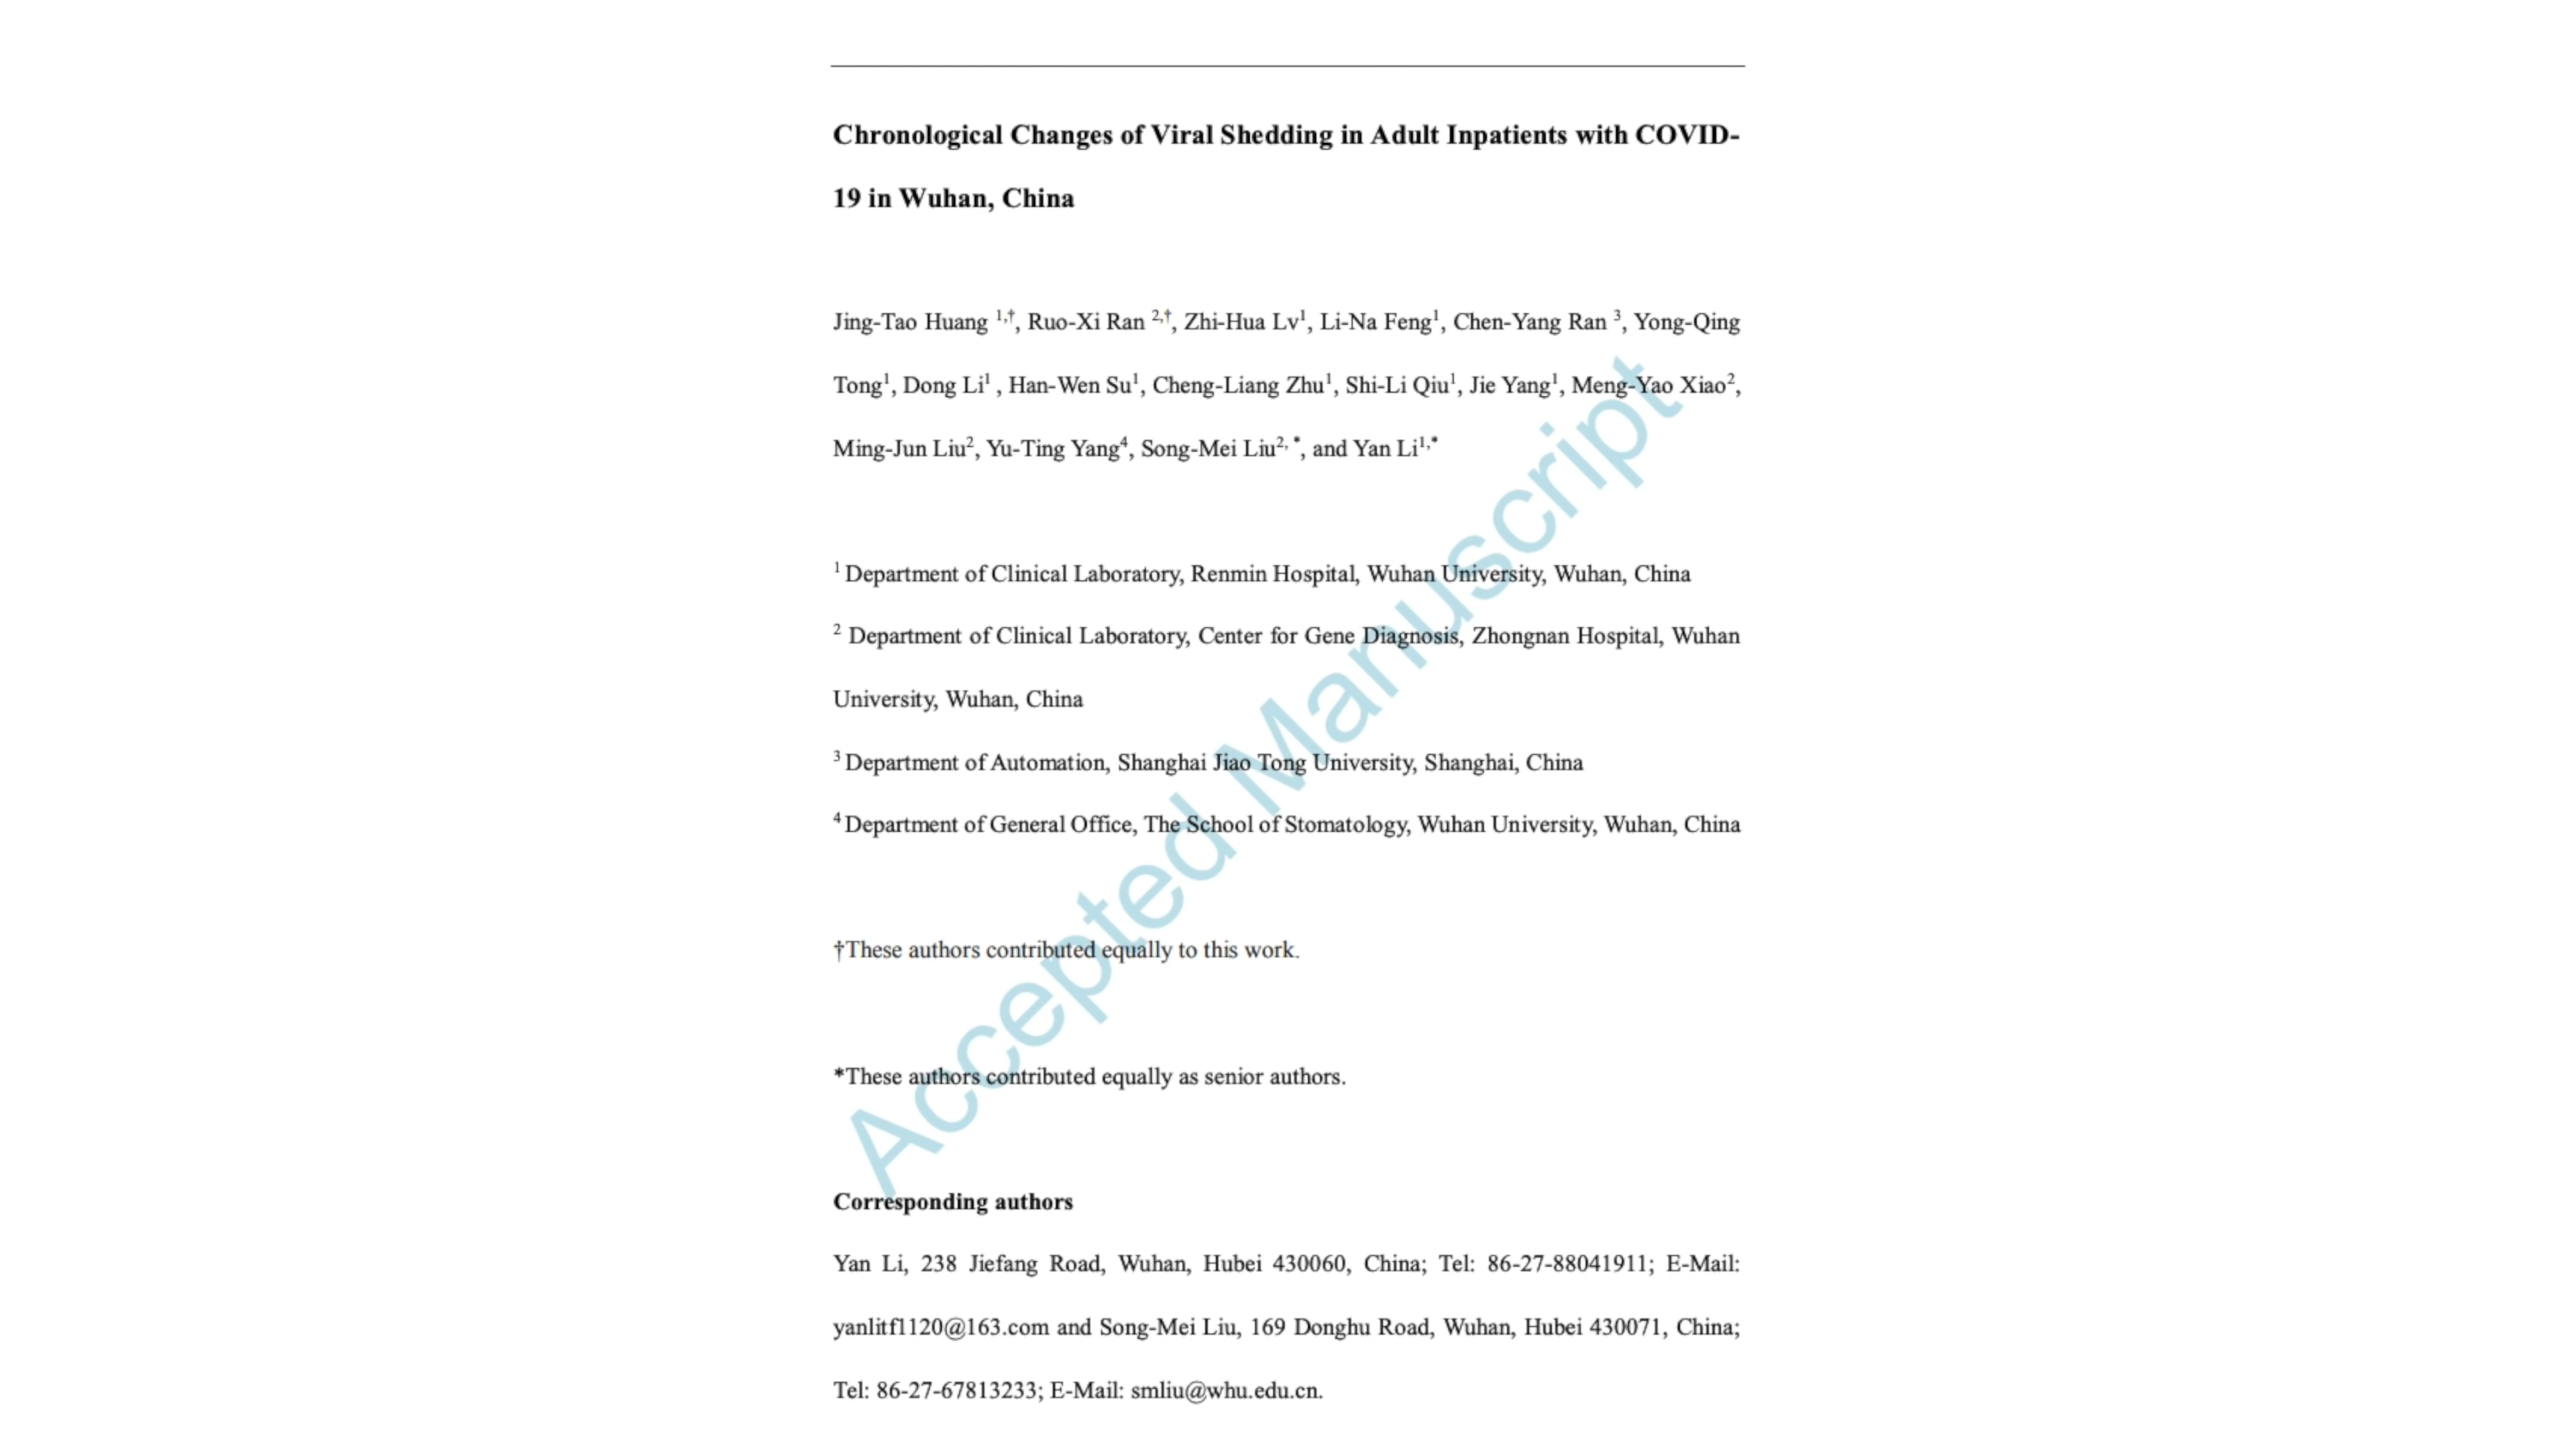 Chronological Changes of Viral Shedding in Adult Inpatients with COVID-
19 in Wuhan, China
Jing-Tao Huang 1,†, Ruo-Xi Ran 2,†, Zhi-Hua Lv1, Li-Na Feng1, Chen-Yang Ran 3, Yong-Qing
Tong1, Dong Li1 , Han-Wen Su1, Cheng-Liang Zhu1, Shi-Li Qiu1, Jie Yang1, Meng-Yao Xiao2,
Ming-Jun Liu2, Yu-Ting Yang4, Song-Mei Liu2, *, and Yan Li1,*
1 Department of Clinical Laboratory, Renmin Hospital, Wuhan University, Wuhan, China
2 Department of Clinical Laboratory, Center for Gene Diagnosis, Zhongnan Hospital, Wuhan
University, Wuhan, China
3 Department of Automation, Shanghai Jiao Tong University, Shanghai, China
4 Department of General Office, The School of Stomatology, Wuhan University, Wuhan, China
†These authors contributed equally to this work.
*These authors contributed equally as senior authors.
Corresponding authors
Yan Li, 238 Jiefang Road, Wuhan, Hubei 430060, China; Tel: 86-27-88041911; E-Mail:
yanlitf1120@163.com and Song-Mei Liu, 169 Donghu Road, Wuhan, Hubei 430071, China;
Tel: 86-27-67813233; E-Mail: smliu@whu.edu.cn.
Accepted Manuscript